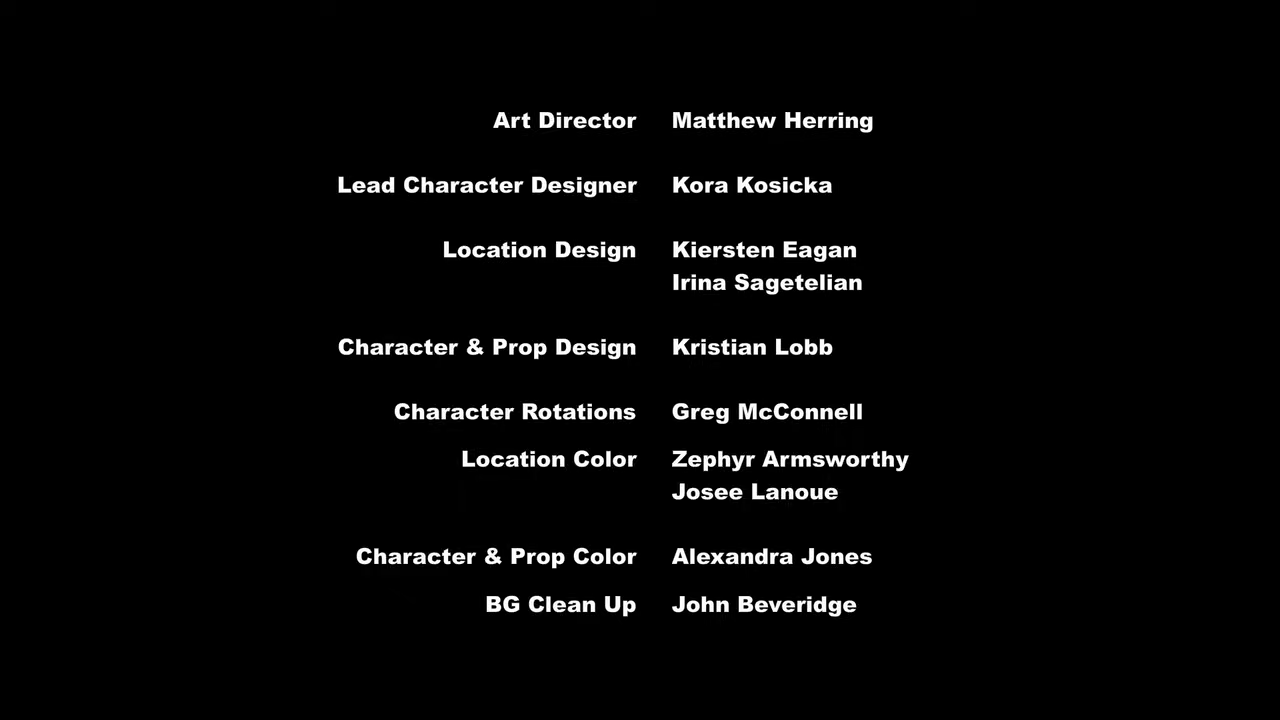 Art Director Matthew Herring
Lead Character Designer Kora Kosicka
Location Design Kiersten Eagan
Irina Sagetelian
Character & Prop Design Kristian Lobb
Character Rotations Greg McConnell
Location Color Zephyr Armsworthy
Josee Lanoue
Character & Prop Color Alexandra Jones
BG Clean Up John Beveridge